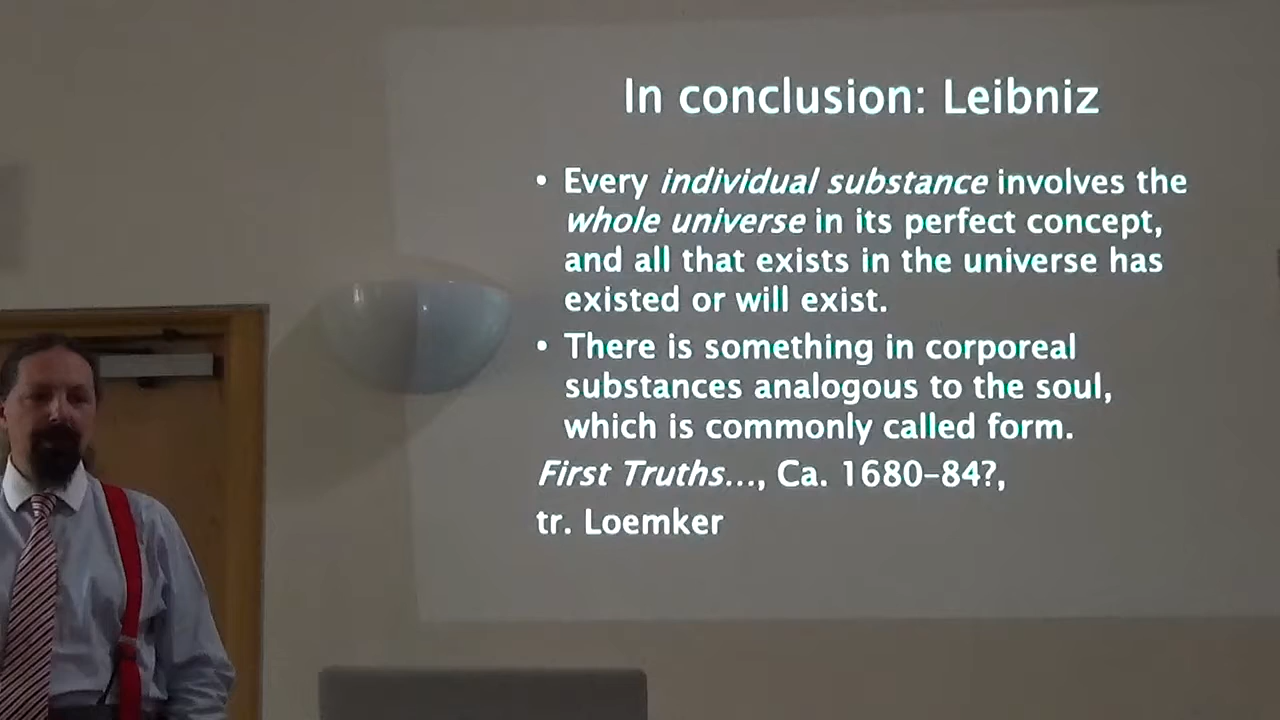 In conclusion: Leibniz
• Every individual substance involves the
whole universe in its perfect concept,
and all that exists in the universe has
existed or will exist.
• There is something in corporeal
substances analogous to the soul,
which is commonly called form.
First Truths..., Ca. 1680–84?,
tr. Loemker